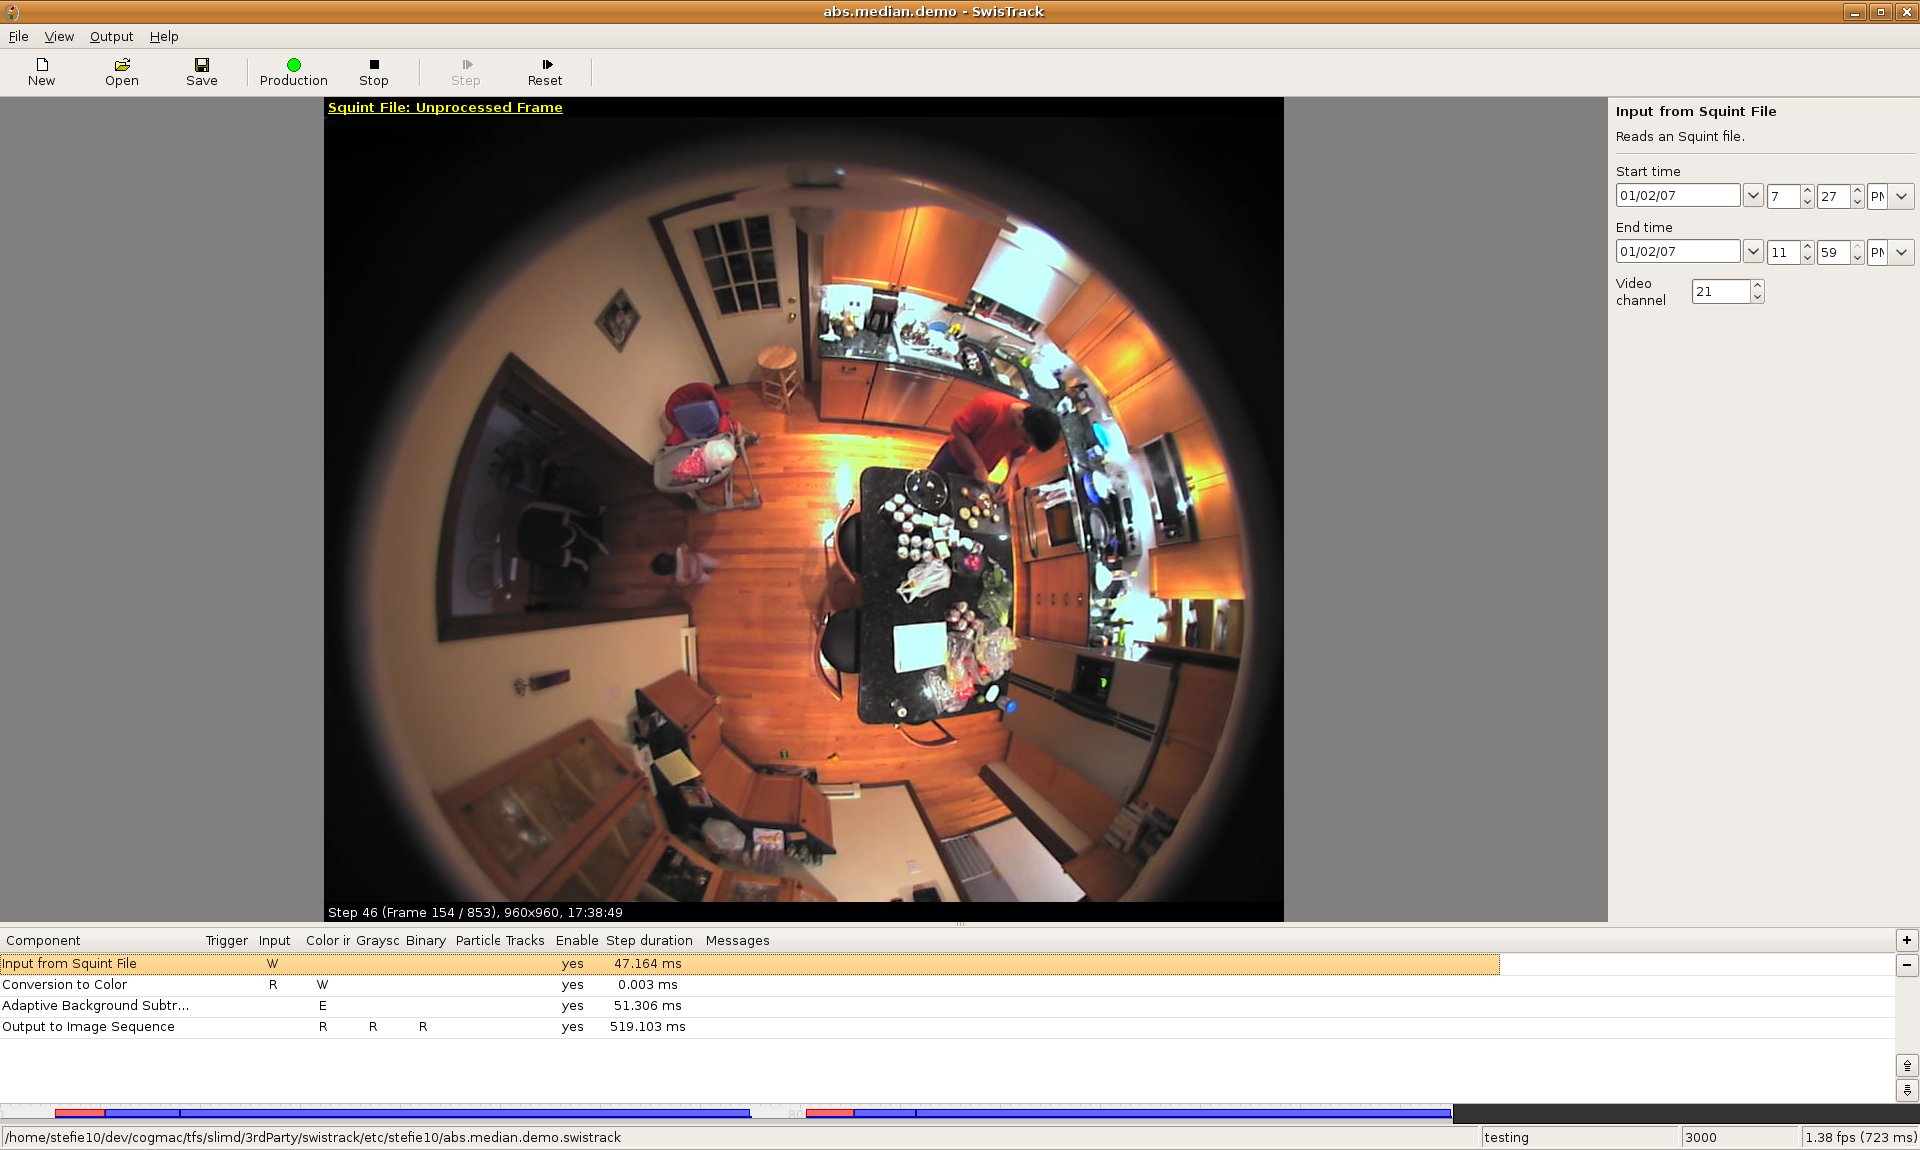 abs.median.demo - SwisTrack
File View Output Help
New Open Save Production Stop Step Reset
Squint File: Unprocessed Frame
Input from Squint File
Reads an Squint file.
Start time
01/02/07 7 27 PM
End time
01/02/07 11 59 PM
Video
channel
21
Step 46 (Frame 154 / 853), 960x960, 17:38:49
Component Trigger Input Color ir Graysc Binary Particle Tracks Enable Step duration Messages
Input from Squint File W yes 47.164 ms
Conversion to Color R W yes 0.003 ms
Adaptive Background Subtr... E yes 51.306 ms
Output to Image Sequence R R R yes 519.103 ms
80
/home/stefie10/dev/cogmac/tfs/slimd/3rdParty/swistrack/etc/stefie10/abs.median.demo.swistrack testing 3000 1.38 fps (723 ms)